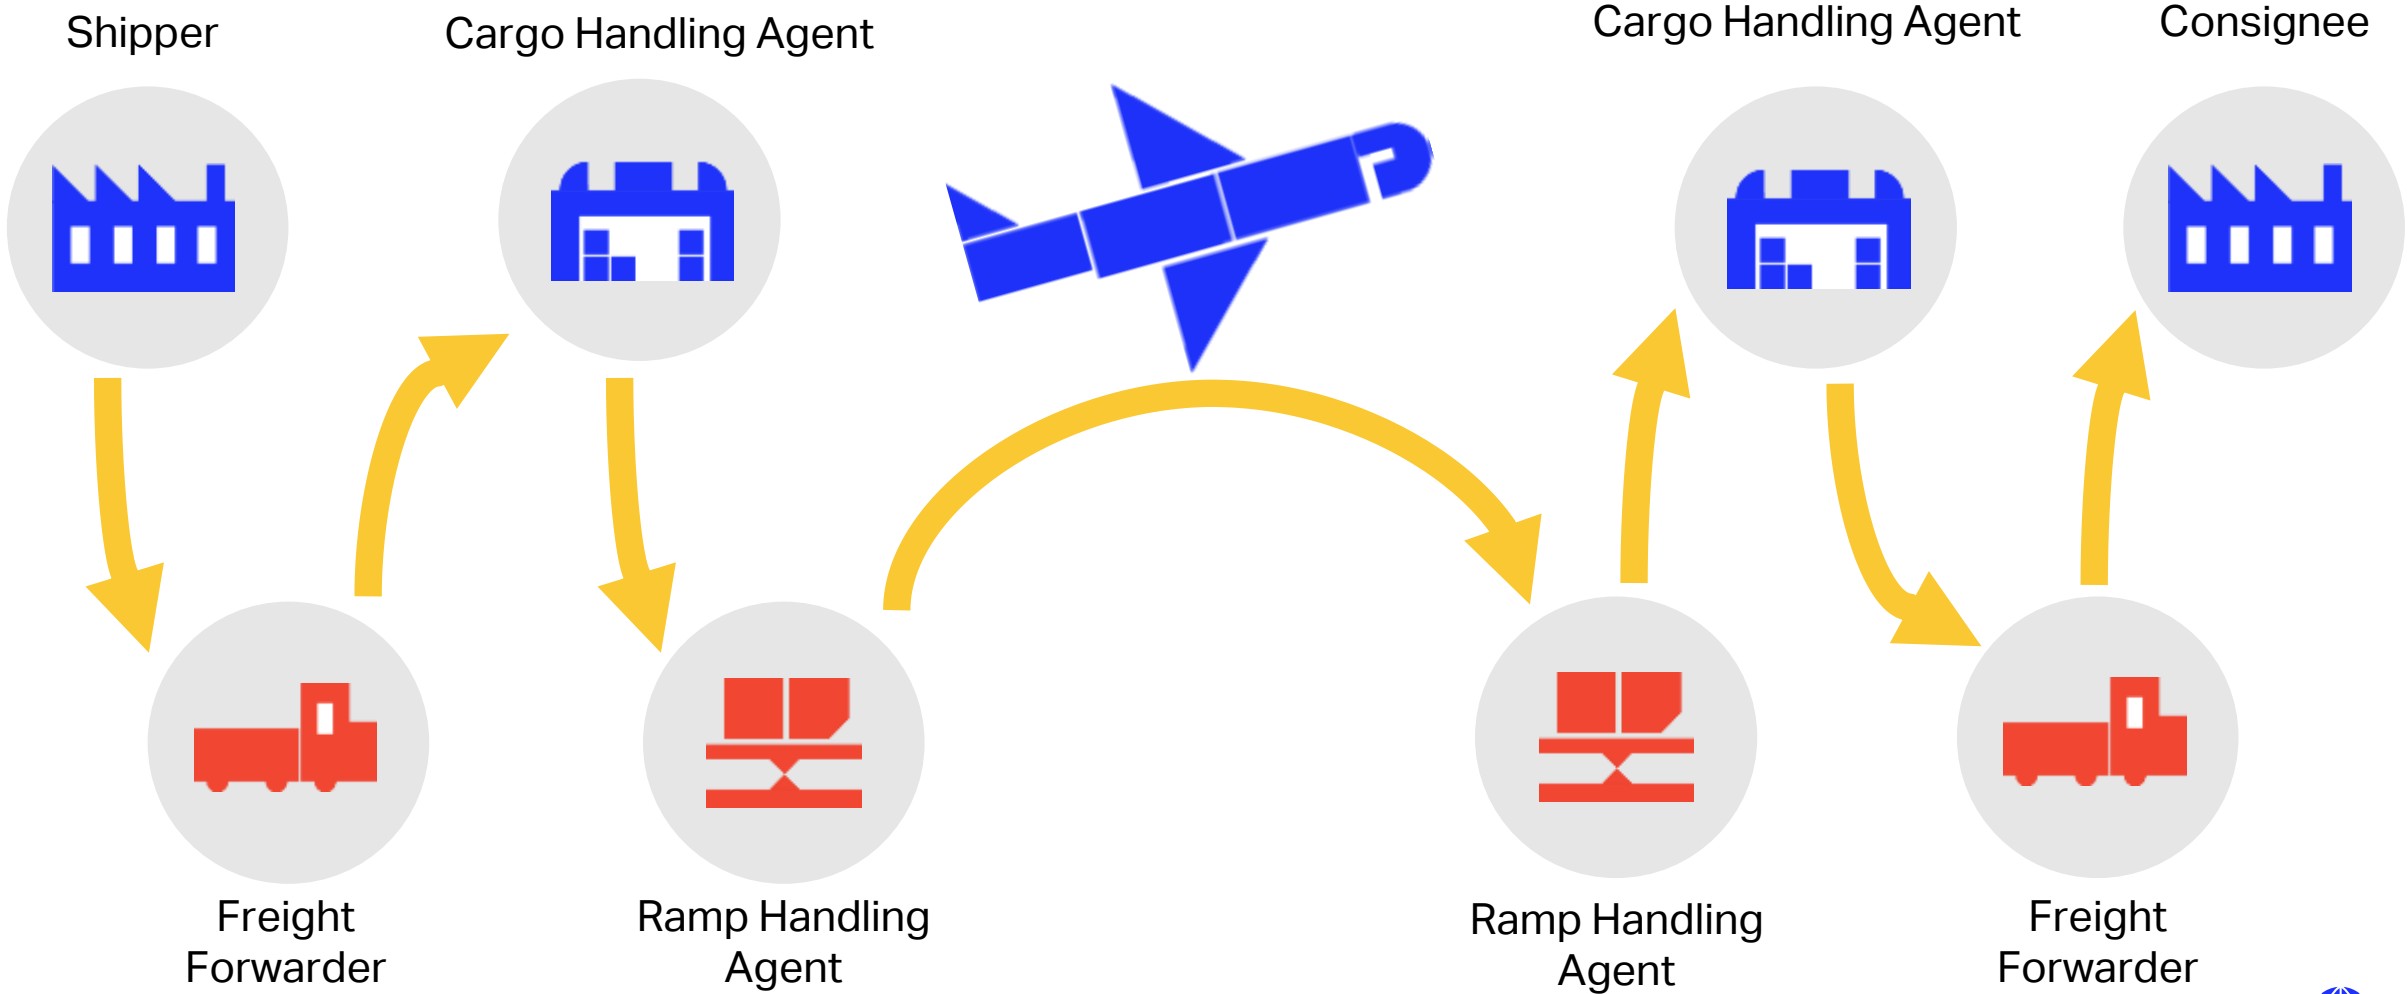 Shipper
Cargo Handling Agent
Cargo Handling Agent
Consignee
Freight
Forwarder
Ramp Handling
Agent
Ramp Handling
Agent
Freight
Forwarder